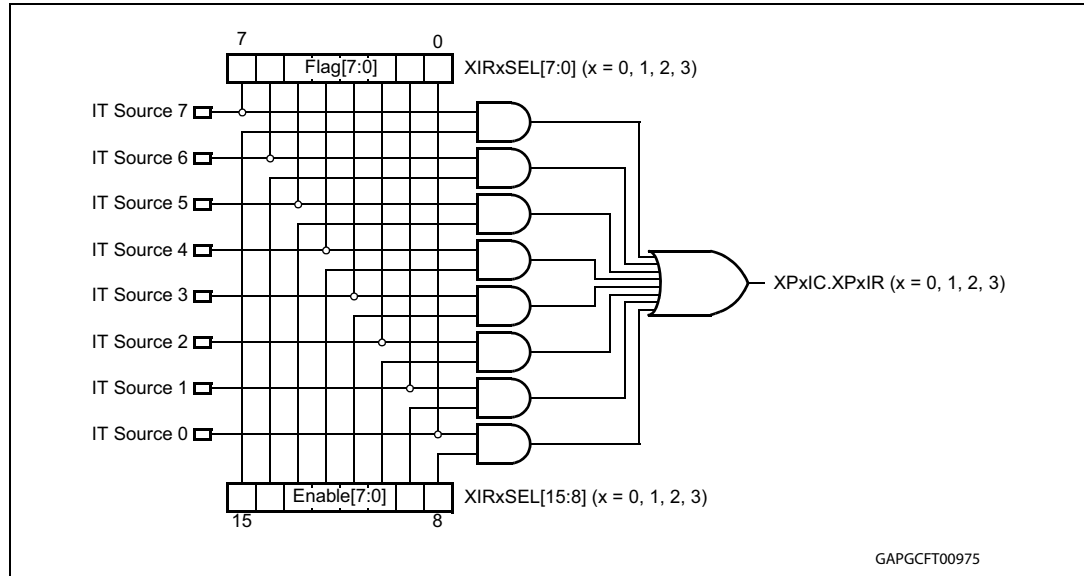 7 0
Flag[7:0] XIRxSEL[7:0] (x = 0, 1, 2, 3)
IT Source 7
IT Source 6
IT Source 5
IT Source 4
XPxIC.XPxIR (x = 0, 1, 2, 3)
IT Source 3
IT Source 2
IT Source 1
IT Source 0
Enable[7:0] XIRxSEL[15:8] (x = 0, 1, 2, 3)
15 8
GAPGCFT00975